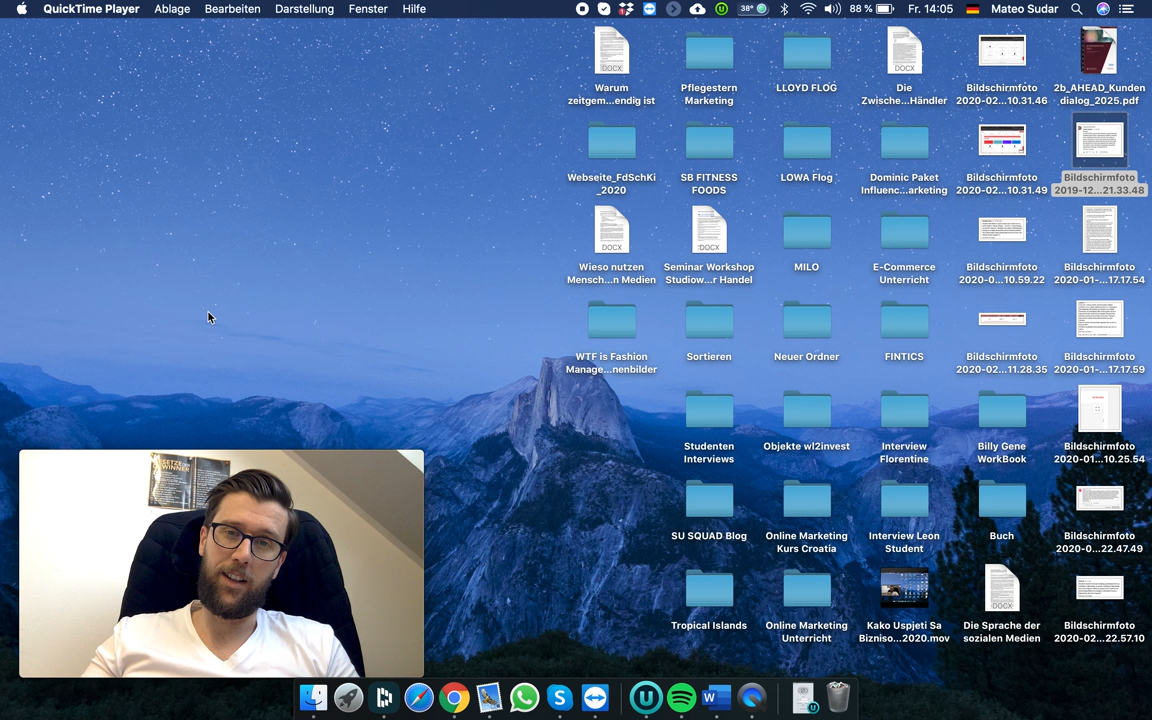 QuickTime Player Ablage Bearbeiten Darstellung Fenster Hilfe
38° 88 % Fr. 14:05 Mateo Sudar
DOCX
Warum
zeitgem...endig ist
Pflegestern
Marketing
LLOYD FLOG
Die
Zwische...Händler
Bildschirmfoto
2020-02...10.31.46
2b_AHEAD_Kunden
dialog_2025.pdf
Webseite_FdSchKi
_2020
SB FITNESS
FOODS
LOWA Flog
Dominic Paket
Influenc...arketing
Bildschirmfoto
2020-02...10.31.49
Bildschirmfoto
2019-12...21.33.48
DOCX
Wieso nutzen
Mensch...n Medien
DOCX
Seminar Workshop
Studiow...r Handel
MILO
E-Commerce
Unterricht
Bildschirmfoto
2020-0...10.59.22
Bildschirmfoto
2020-01-...17.17.54
WTF is Fashion
Manage...nenbilder
Sortieren
Neuer Ordner
FINTICS
Bildschirmfoto
2020-02...11.28.35
Bildschirmfoto
2020-01-...17.17.59
Studenten
Interviews
Objekte wl2invest
Interview
Florentine
Billy Gene
WorkBook
Bildschirmfoto
2020-01...10.25.54
SU SQUAD Blog
Online Marketing
Kurs Croatia
Interview Leon
Student
Buch
Bildschirmfoto
2020-0...22.47.49
Tropical Islands
Online Marketing
Unterricht
Kako Uspjeti Sa
Bizniso...2020.mov
DOCX
Die Sprache der
sozialen Medien
Bildschirmfoto
2020-02...22.57.10